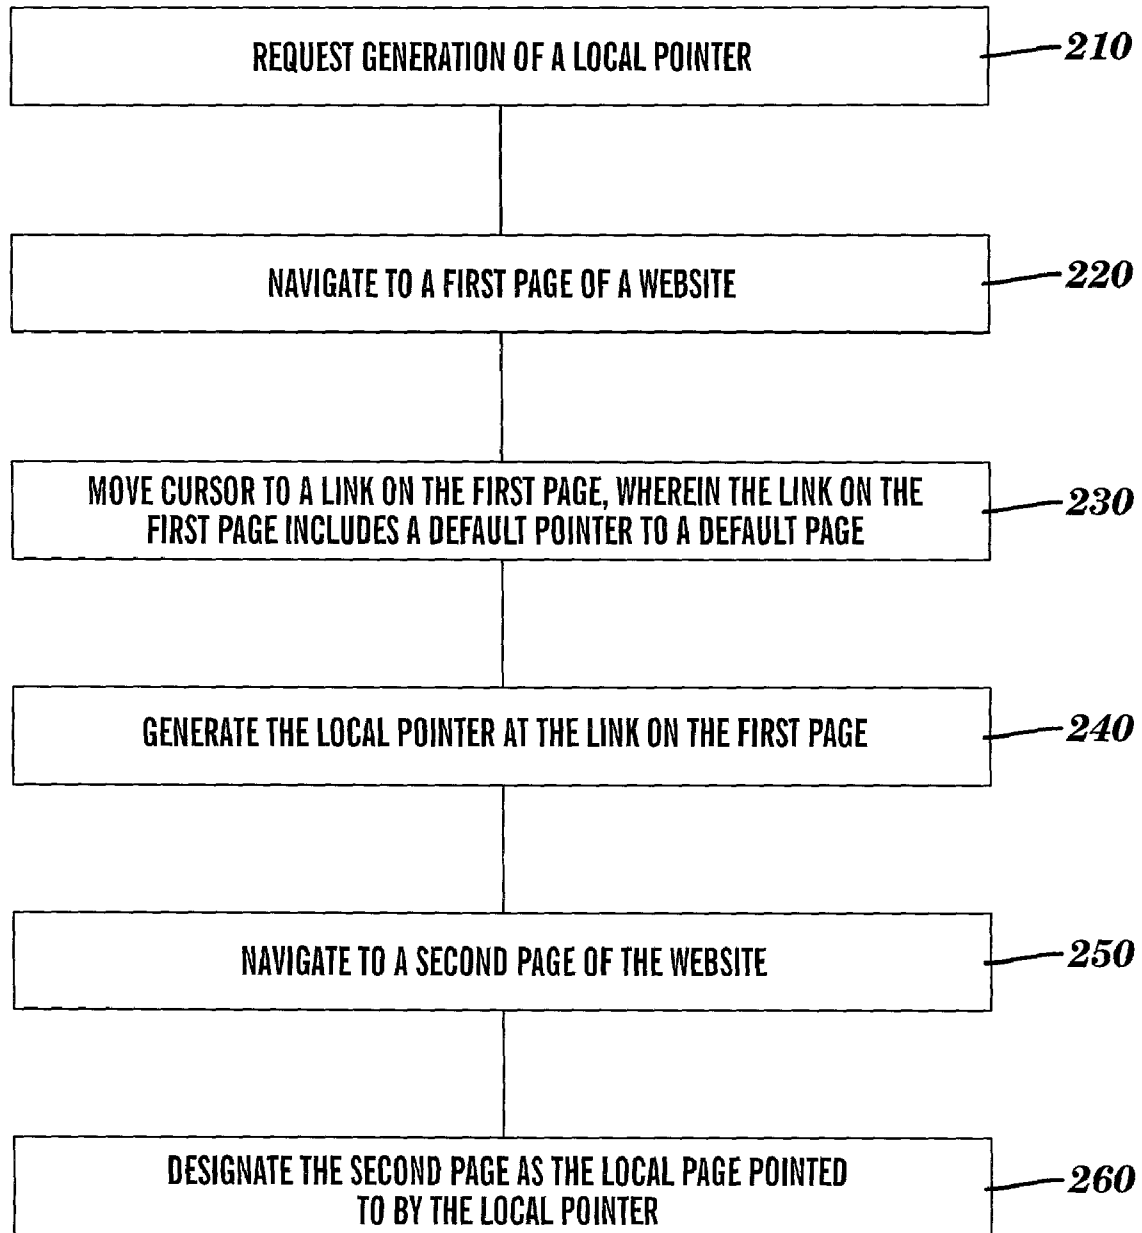 REQUEST GENERATION OF A LOCAL POINTER
210
NAVIGATE TO A FIRST PAGE OF A WEBSITE
220
MOVE CURSOR TO A LINK ON THE FIRST PAGE, WHEREIN THE LINK ON THE
FIRST PAGE INCLUDES A DEFAULT POINTER TO A DEFAULT PAGE
230
GENERATE THE LOCAL POINTER AT THE LINK ON THE FIRST PAGE
240
NAVIGATE TO A SECOND PAGE OF THE WEBSITE
250
DESIGNATE THE SECOND PAGE AS THE LOCAL PAGE POINTED
TO BY THE LOCAL POINTER
260